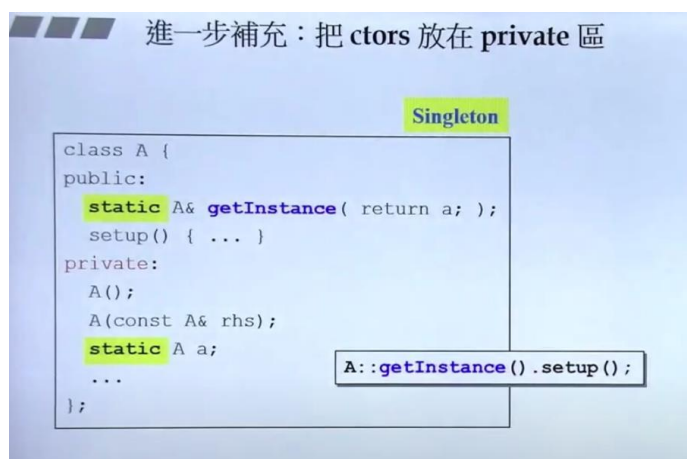 進一步補充：把 ctors 放在 private 區
Singleton
class A {
public:
static A& getInstance( return a; );
setup() { ... }
private:
A();
A(const A& rhs);
static A a;
...
A::getInstance().setup();
};